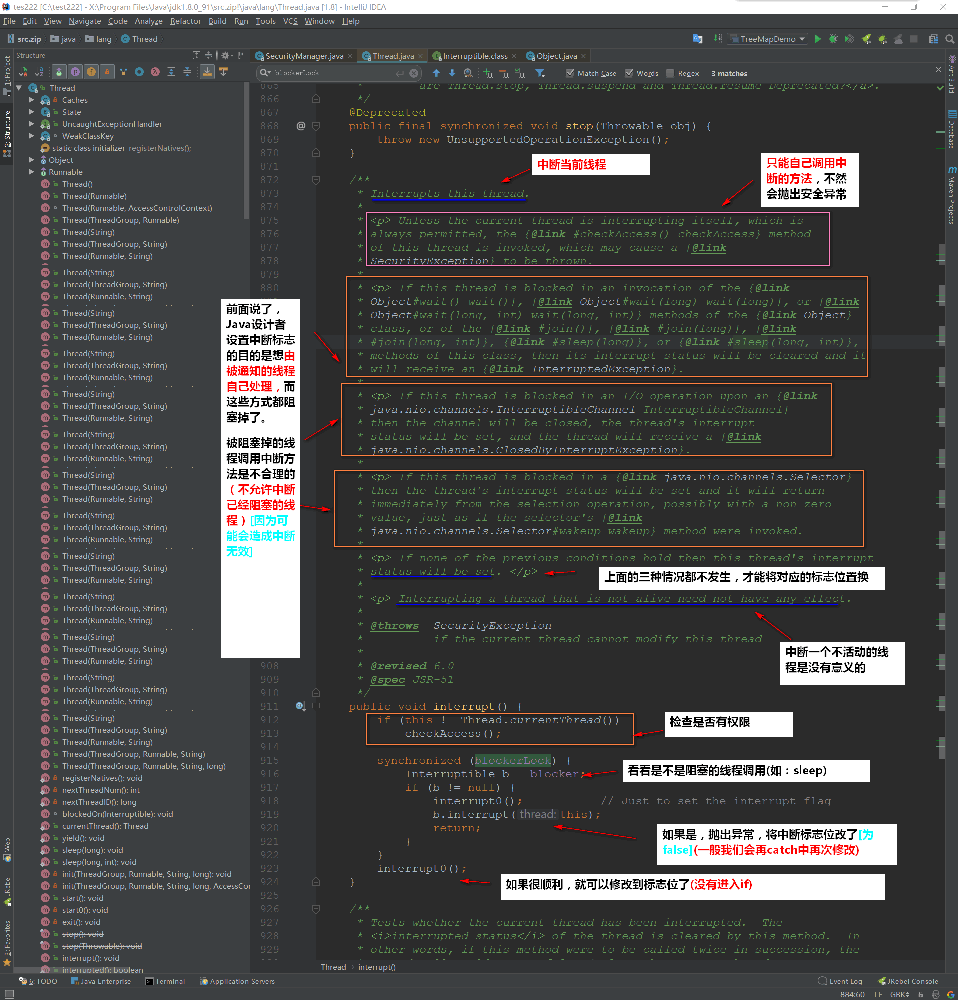 tes222 [C:\test222] - X:\Program Files\Java\jdk1.8.0_91\src.zip!\java\lang\Thread.java [1.8] - IntelliJ IDEA
File Edit View Navigate Code Analyze Refactor Build Run Tools VCS Window Help
src.zip java lang Thread
TreeMapDemo
Structure
SecurityManager.java
Thread.java
Interruptible.class
Object.java
blockerLock
Match Case Words Regex 3 matches
1: Project
2: Structure
Web
JRebel
3: Favorites
Ant Build
Database
Maven Projects
Thread
Caches
State
UncaughtExceptionHandler
WeakClassKey
static class initializer registerNatives();
Object
Runnable
Thread()
Thread(Runnable)
Thread(Runnable, AccessControlContext)
Thread(ThreadGroup, Runnable)
Thread(String)
Thread(ThreadGroup, String)
Thread(Runnable, String)
Thread(String)
Thread(ThreadGroup, String)
Thread(Runnable, String)
Thread(String)
Thread(ThreadGroup, String)
Thread(Runnable, String)
Thread(String)
Thread(ThreadGroup, String)
Thread(Runnable, String)
Thread(String)
Thread(ThreadGroup, String)
Thread(Runnable, String)
Thread(String)
Thread(ThreadGroup, String)
Thread(Runnable, String)
Thread(String)
Thread(ThreadGroup, String)
Thread(Runnable, String)
Thread(String)
Thread(ThreadGroup, String)
Thread(Runnable, String)
Thread(String)
Thread(ThreadGroup, String)
Thread(Runnable, String)
Thread(String)
Thread(ThreadGroup, String)
Thread(Runnable, String)
Thread(String)
Thread(ThreadGroup, String)
Thread(Runnable, String)
Thread(String)
Thread(ThreadGroup, String)
Thread(Runnable, String)
Thread(String)
Thread(ThreadGroup, String)
Thread(Runnable, String)
Thread(ThreadGroup, Runnable, String)
Thread(ThreadGroup, Runnable, String, long)
registerNatives(): void
nextThreadNum(): int
nextThreadID(): long
blockedOn(Interruptible): void
currentThread(): Thread
yield(): void
sleep(long): void
sleep(long, int): void
init(ThreadGroup, Runnable, String, long): void
init(ThreadGroup, Runnable, String, long, AccessCo
start(): void
start0(): void
exit(): void
stop(): void
stop(Throwable): void
interrupt(): void
interrupted(): boolean
865 * are Thread.stop, Thread.suspend and Thread.resume Deprecated?</a>.
866 */
867 @Deprecated
868 @ public final synchronized void stop(Throwable obj) {
869 throw new UnsupportedOperationException();
870 }
871
872 /**
873 * Interrupts this thread.
874 *
875 * <p> Unless the current thread is interrupting itself, which is
876 * always permitted, the {@link #checkAccess() checkAccess} method
877 * of this thread is invoked, which may cause a {@link
878 * SecurityException} to be thrown.
879 *
880 * <p> If this thread is blocked in an invocation of the {@link
* Object#wait() wait()}, {@link Object#wait(long) wait(long)}, or {@link
* Object#wait(long, int) wait(long, int)} methods of the {@link Object}
* class, or of the {@link #join()}, {@link #join(long)}, {@link
* #join(long, int)}, {@link #sleep(long)}, or {@link #sleep(long, int)},
* methods of this class, then its interrupt status will be cleared and it
* will receive an {@link InterruptedException}.
*
* <p> If this thread is blocked in an I/O operation upon an {@link
* java.nio.channels.InterruptibleChannel InterruptibleChannel}
* then the channel will be closed, the thread's interrupt
* status will be set, and the thread will receive a {@link
* java.nio.channels.ClosedByInterruptException}.
*
* <p> If this thread is blocked in a {@link java.nio.channels.Selector}
* then the thread's interrupt status will be set and it will return
* immediately from the selection operation, possibly with a non-zero
* value, just as if the selector's {@link
* java.nio.channels.Selector#wakeup wakeup} method were invoked.
*
* <p> If none of the previous conditions hold then this thread's interrupt
* status will be set. </p>
*
* <p> Interrupting a thread that is not alive need not have any effect.
*
* @throws SecurityException
* if the current thread cannot modify this thread
*
908 * @revised 6.0
909 * @spec JSR-51
910 */
911 public void interrupt() {
912 if (this != Thread.currentThread())
913 checkAccess();
914
915 synchronized (blockerLock) {
916 Interruptible b = blocker;
917 if (b != null) {
918 interrupt0(); // Just to set the interrupt flag
919 b.interrupt( thread: this);
920 return;
921 }
922 }
923 interrupt0();
924 }
925
926 /**
927 * Tests whether the current thread has been interrupted. The
928 * <i>interrupted status</i> of the thread is cleared by this method. In
929 * other words, if this method were to be called twice in succession, the
中断当前线程
只能自己调用中
断的方法，不然
会抛出安全异常
前面说了，
Java设计者
设置中断标志
的目的是想由
被通知的线程
自己处理，而
这些方式都阻
塞掉了。
被阻塞掉的线
程调用中断方
法是不合理的
（不允许中断
已经阻塞的线
程）[因为可
能会造成中断
无效]
上面的三种情况都不发生，才能将对应的标志位置换
中断一个不活动的线
程是没有意义的
检查是否有权限
看看是不是阻塞的线程调用(如：sleep)
如果是，抛出异常，将中断标志位改了[为
false](一般我们会再catch中再次修改)
如果很顺利，就可以修改到标志位了(没有进入if)
Thread › interrupt()
6: TODO Java Enterprise Terminal Application Servers Event Log JRebel Console
884:60 LF GBK